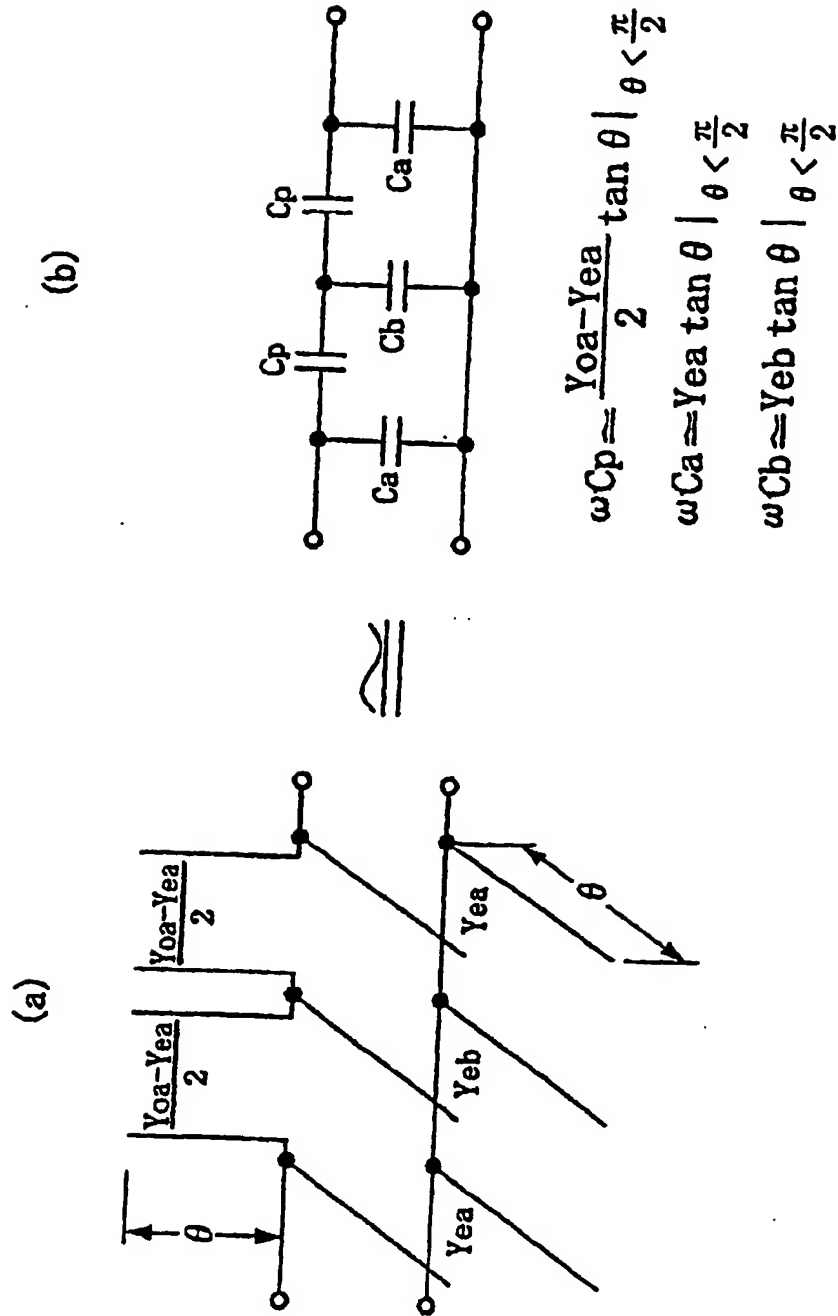 (a)
θ
Yoa-Yea
2
Yoa-Yea
2
Yea
Yeb
Yea
θ
≅
(b)
Cp
Cp
Ca
Cb
Ca
ωCp≃Yoa-Yea/2 tan θ | θ < π/2
ωCa≃Yea tan θ | θ < π/2
ωCb≃Yeb tan θ | θ < π/2